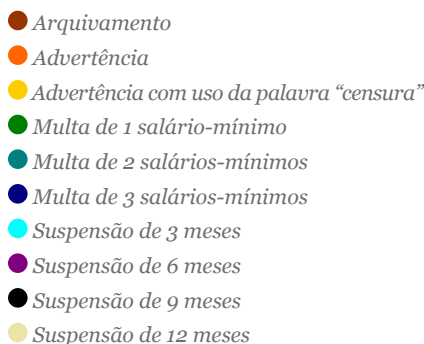 Arquivamento
Advertência
Advertência com uso da palavra “censura”
Multa de 1 salário-mínimo
Multa de 2 salários-mínimos
Multa de 3 salários-mínimos
Suspensão de 3 meses
Suspensão de 6 meses
Suspensão de 9 meses
Suspensão de 12 meses